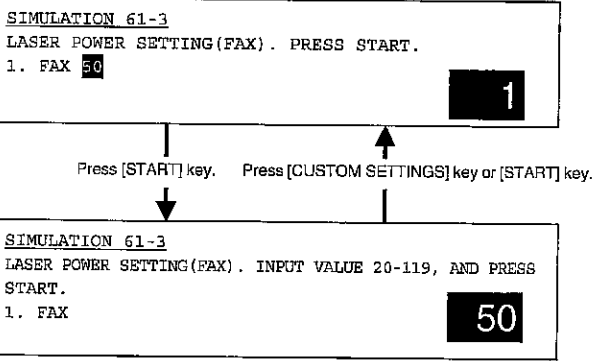 SIMULATION 61-3
LASER POWER SETTING(FAX). PRESS START.
1. FAX 50
1
Press [START] key. Press [CUSTOM SETTINGS] key or [START] key.
SIMULATION 61-3
LASER POWER SETTING(FAX). INPUT VALUE 20-119, AND PRESS
START.
1. FAX
50